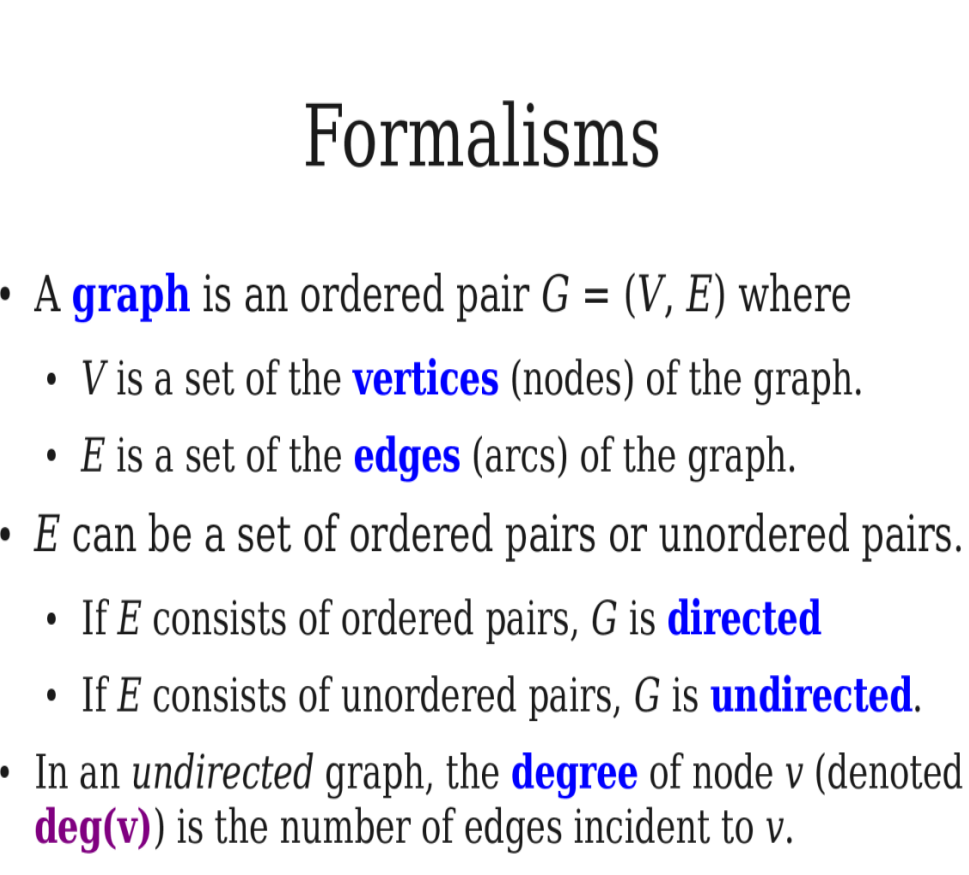 Formalisms
• A graph is an ordered pair G = (V, E) where
• V is a set of the vertices (nodes) of the graph.
• E is a set of the edges (arcs) of the graph.
• E can be a set of ordered pairs or unordered pairs.
• If E consists of ordered pairs, G is directed
• If E consists of unordered pairs, G is undirected.
• In an undirected graph, the degree of node v (denoted
deg(v)) is the number of edges incident to v.